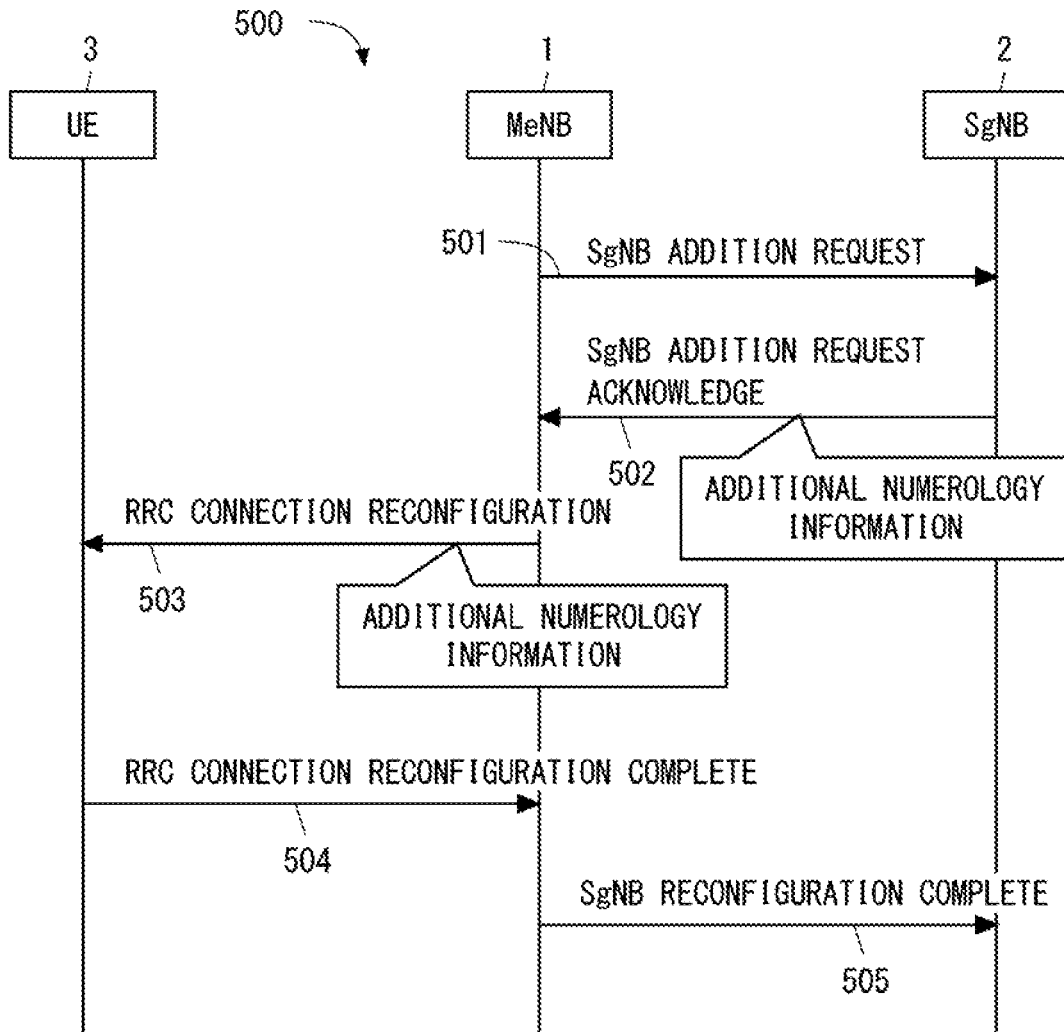 500
3
1
2
UE
MeNB
SgNB
501
SgNB ADDITION REQUEST
SgNB ADDITION REQUEST
ACKNOWLEDGE
502
ADDITIONAL NUMEROLOGY
INFORMATION
RRC CONNECTION RECONFIGURATION
503
ADDITIONAL NUMEROLOGY
INFORMATION
RRC CONNECTION RECONFIGURATION COMPLETE
504
SgNB RECONFIGURATION COMPLETE
505